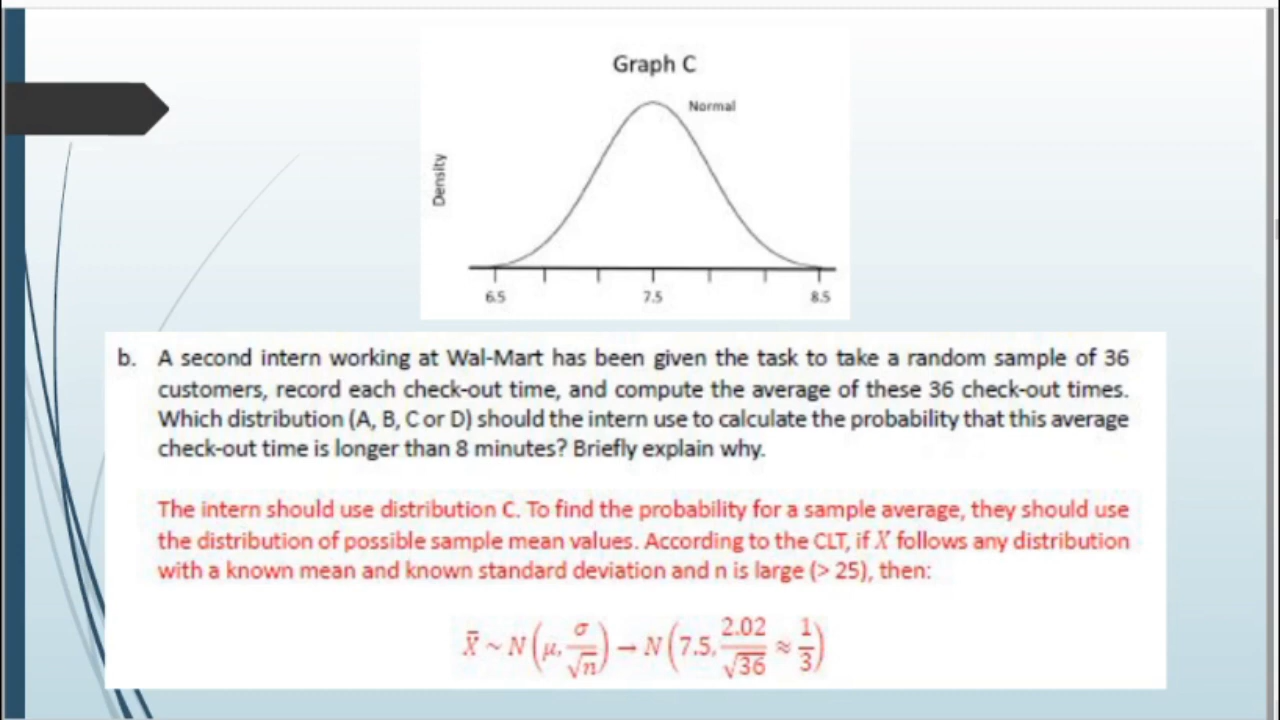 Graph C
Normal
Density
6.5 7.5 8.5
b. A second intern working at Wal-Mart has been given the task to take a random sample of 36
customers, record each check-out time, and compute the average of these 36 check-out times.
Which distribution (A, B, C or D) should the intern use to calculate the probability that this average
check-out time is longer than 8 minutes? Briefly explain why.
The intern should use distribution C. To find the probability for a sample average, they should use
the distribution of possible sample mean values. According to the CLT, if X follows any distribution
with a known mean and known standard deviation and n is large (> 25), then:
X̄ ~ N(μ, σ/√n) → N(7.5, 2.02/√36 ≈ 1/3)